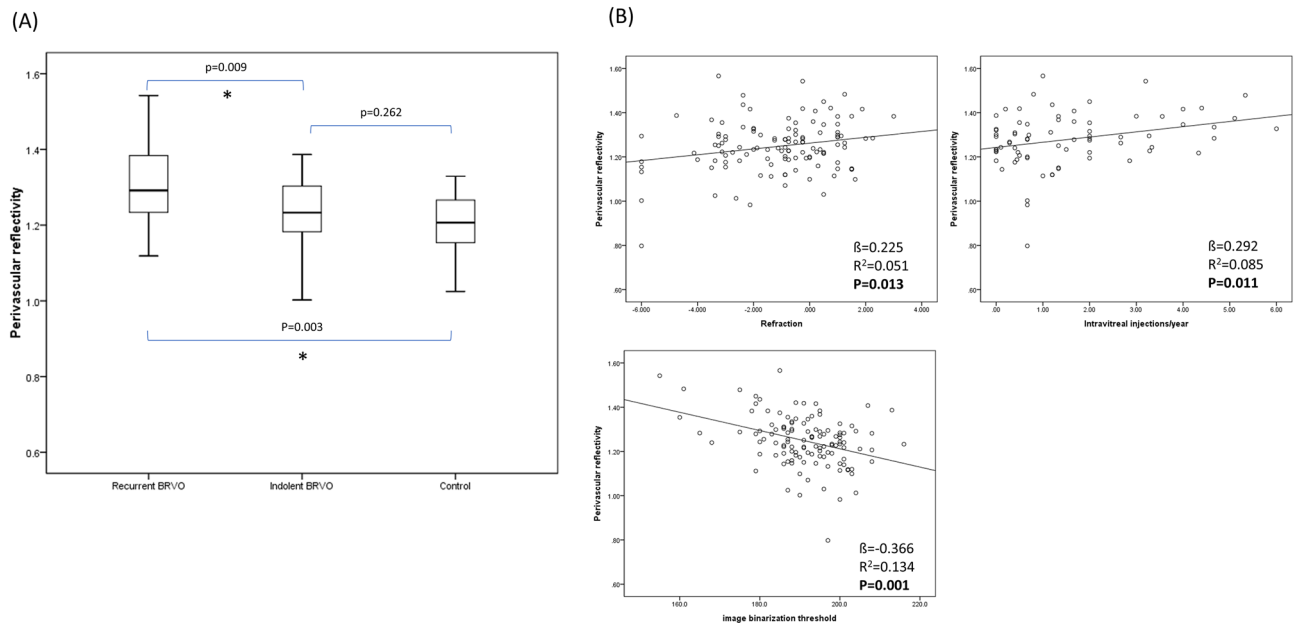 (A)
p=0.009
*
p=0.262
P=0.003
*
Perivascular reflectivity
1.6
1.4
1.2
1.0
0.8
0.6
Recurrent BRVO
Indolent BRVO
Control
(B)
Perivascular reflectivity
1.60
1.40
1.20
1.00
.80
.60
-6.000
-4.000
-2.000
.000
2.000
4.000
Refraction
ß=0.225
R²=0.051
P=0.013
Perivascular reflectivity
1.60
1.40
1.20
1.00
.80
.60
.00
1.00
2.00
3.00
4.00
5.00
6.00
Intravitreal injections/year
ß=0.292
R²=0.085
P=0.011
Perivascular reflectivity
1.60
1.40
1.20
1.00
.80
.60
160.0
180.0
200.0
220.0
image binarization threshold
ß=-0.366
R²=0.134
P=0.001